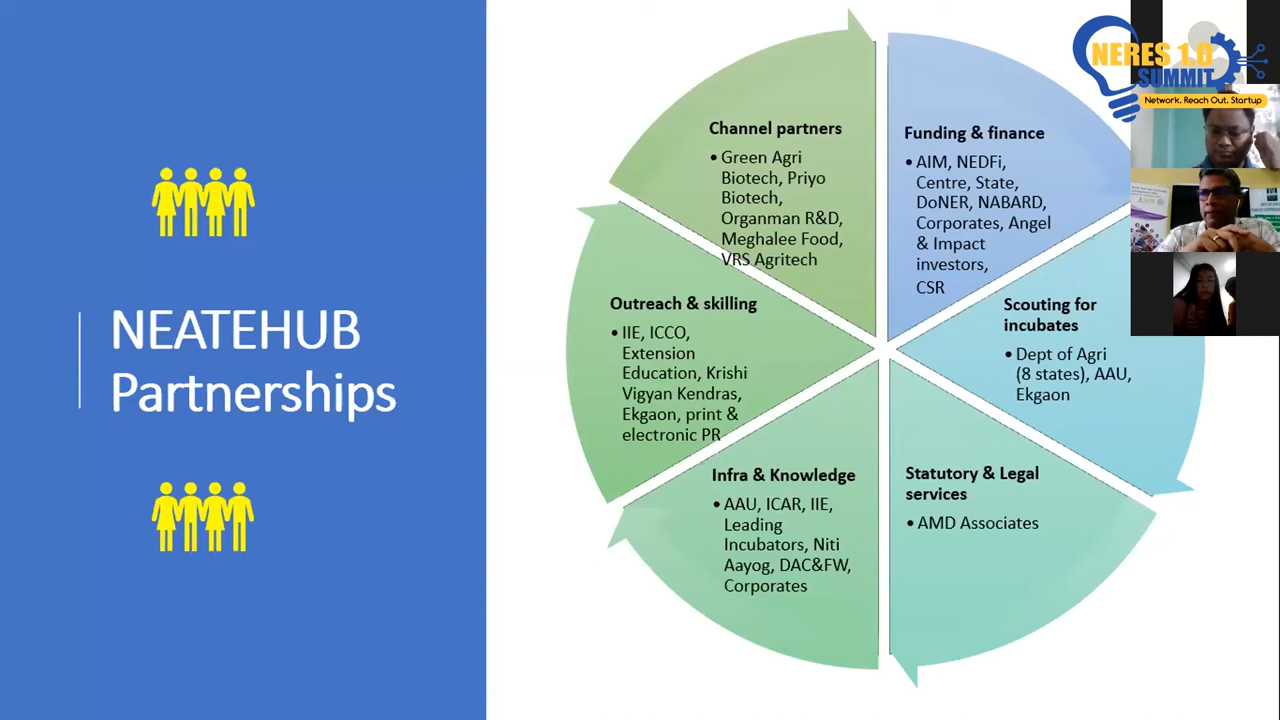 NEATEHUB
Partnerships
Channel partners
• Green Agri
Biotech, Priyo
Biotech,
Organman R&D,
Meghalee Food,
VRS Agritech
Funding & finance
• AIM, NEDFi,
Centre, State,
DoNER, NABARD,
Corporates, Angel
& Impact
investors,
CSR
Outreach & skilling
• IIE, ICCO,
Extension
Education, Krishi
Vigyan Kendras,
Ekgaon, print &
electronic PR
Scouting for
incubates
• Dept of Agri
(8 states), AAU,
Ekgaon
Infra & Knowledge
• AAU, ICAR, IIE,
Leading
Incubators, Niti
Aayog, DAC&FW,
Corporates
Statutory & Legal
services
• AMD Associates
NERES 1.0
SUMMIT
Network. Reach Out. Startup